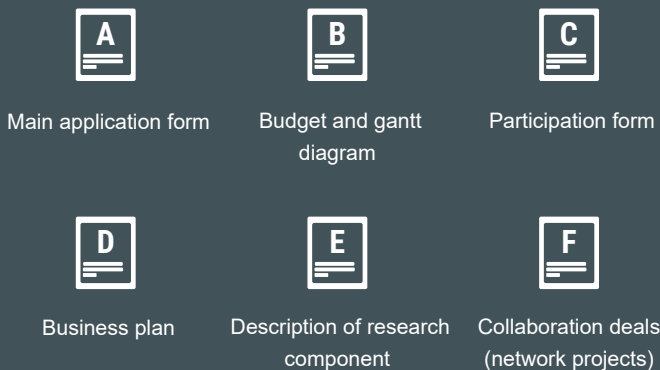 A
B
C
Main application form
Budget and gantt
diagram
Participation form
D
E
F
Business plan
Description of research
component
Collaboration deals
(network projects)